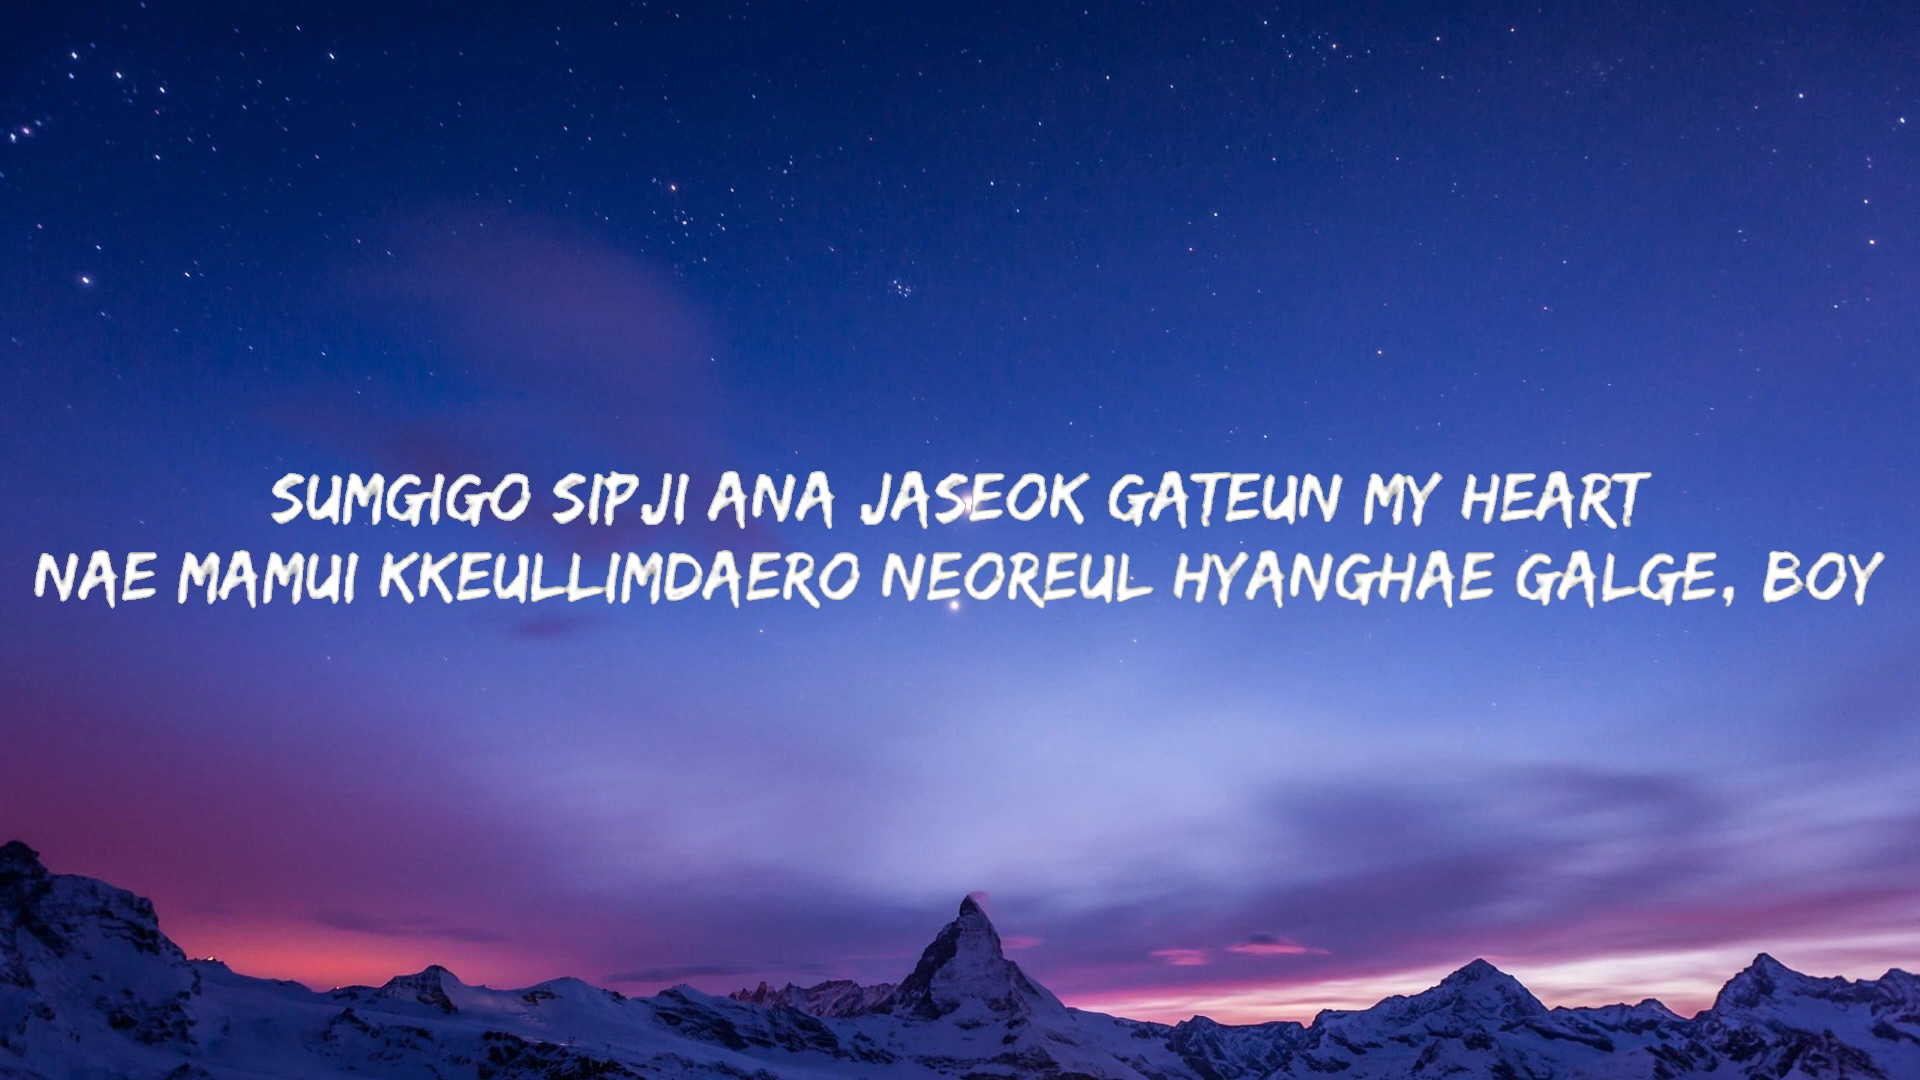 SUMGIGO SIPJI ANA JASEOK GATEUN MY HEART
NAE MAMUI KKEULLIMDAERO NEOREUL HYANGHAE GALGE, BOY